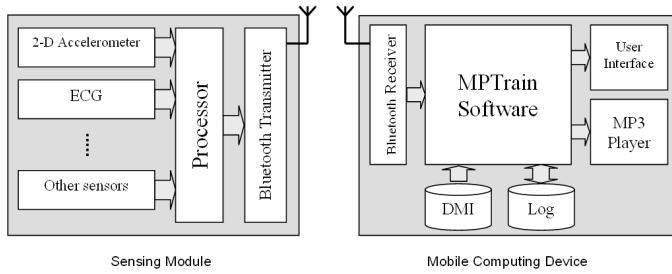 2-D Accelerometer
ECG
Other sensors
Processor
Bluetooth Transmitter
Sensing Module
Bluetooth Receiver
MPTrain
Software
User
Interface
MP3
Player
DMI
Log
Mobile Computing Device